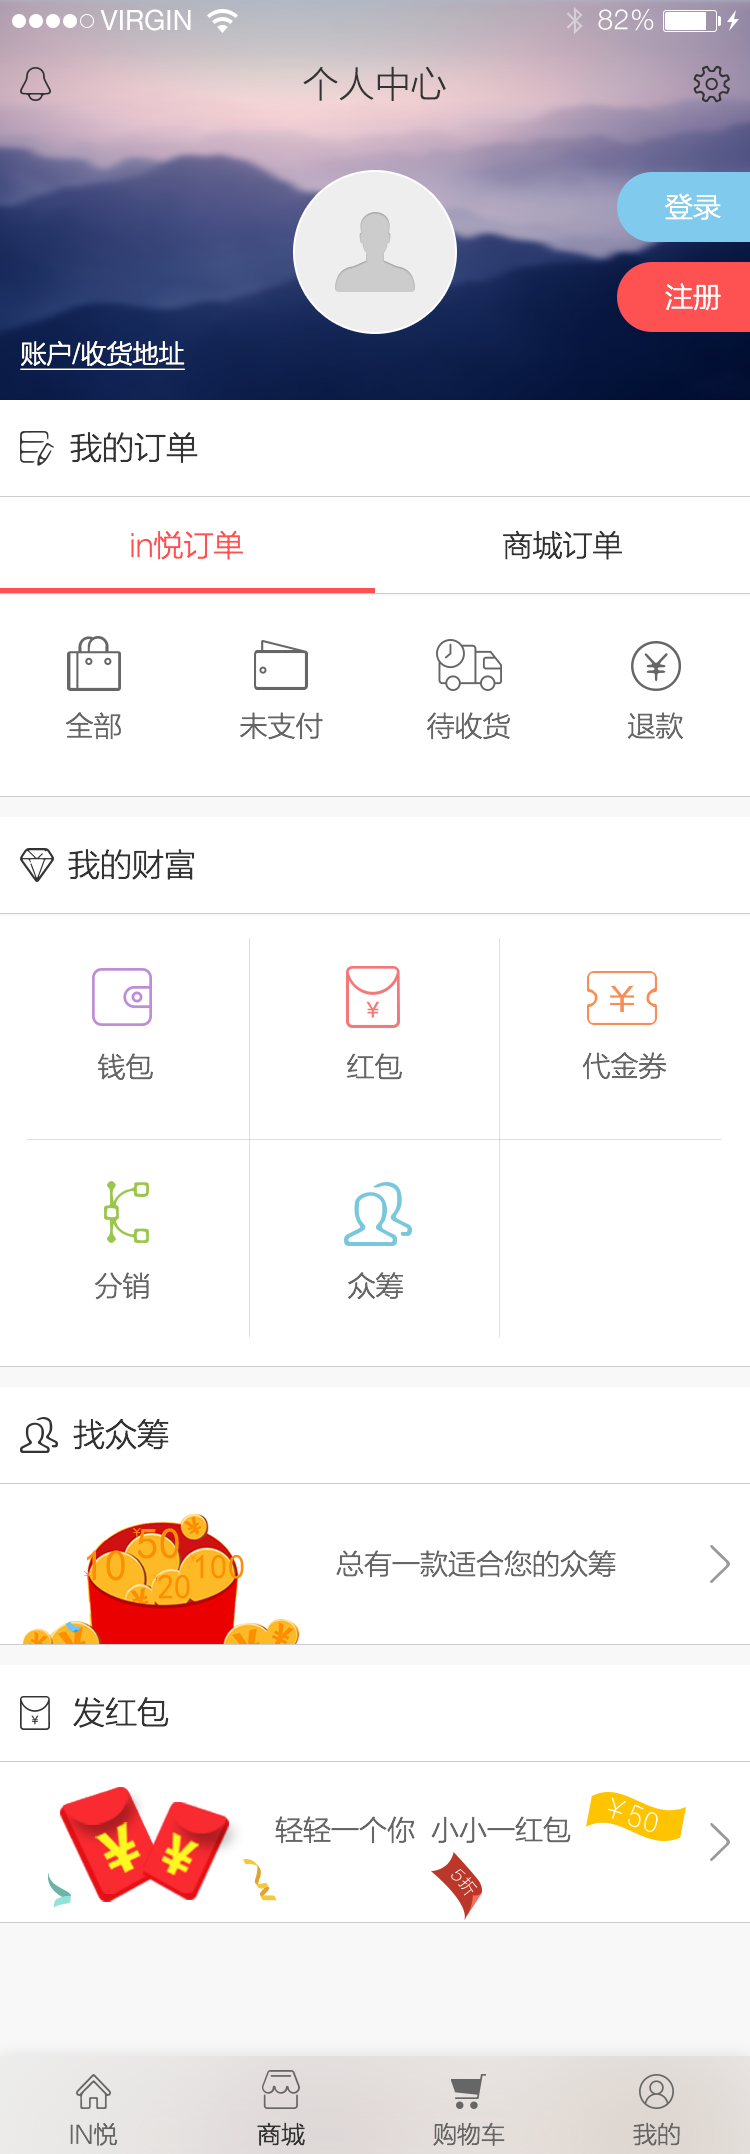 VIRGIN 82%
个人中心
登录
注册
账户/收货地址
我的订单
in悦订单 商城订单
全部 未支付 待收货 退款
我的财富
¥ ¥
钱包 红包 代金券
分销 众筹
找众筹
¥ 50 ¥
10 100
¥ 20
¥ ¥ ¥ ¥
总有一款适合您的众筹
¥ 发红包
¥ ¥
轻轻一个你 小小一红包
¥50
5折
IN悦 商城 购物车 我的